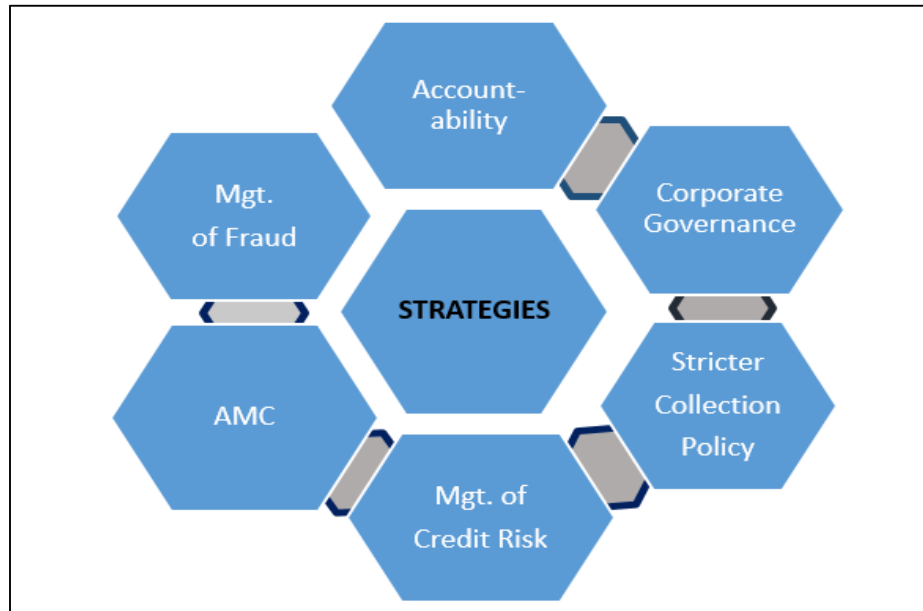 Account-
ability
Mgt.
of Fraud
Corporate
Governance
STRATEGIES
Stricter
Collection
Policy
AMC
Mgt. of
Credit Risk